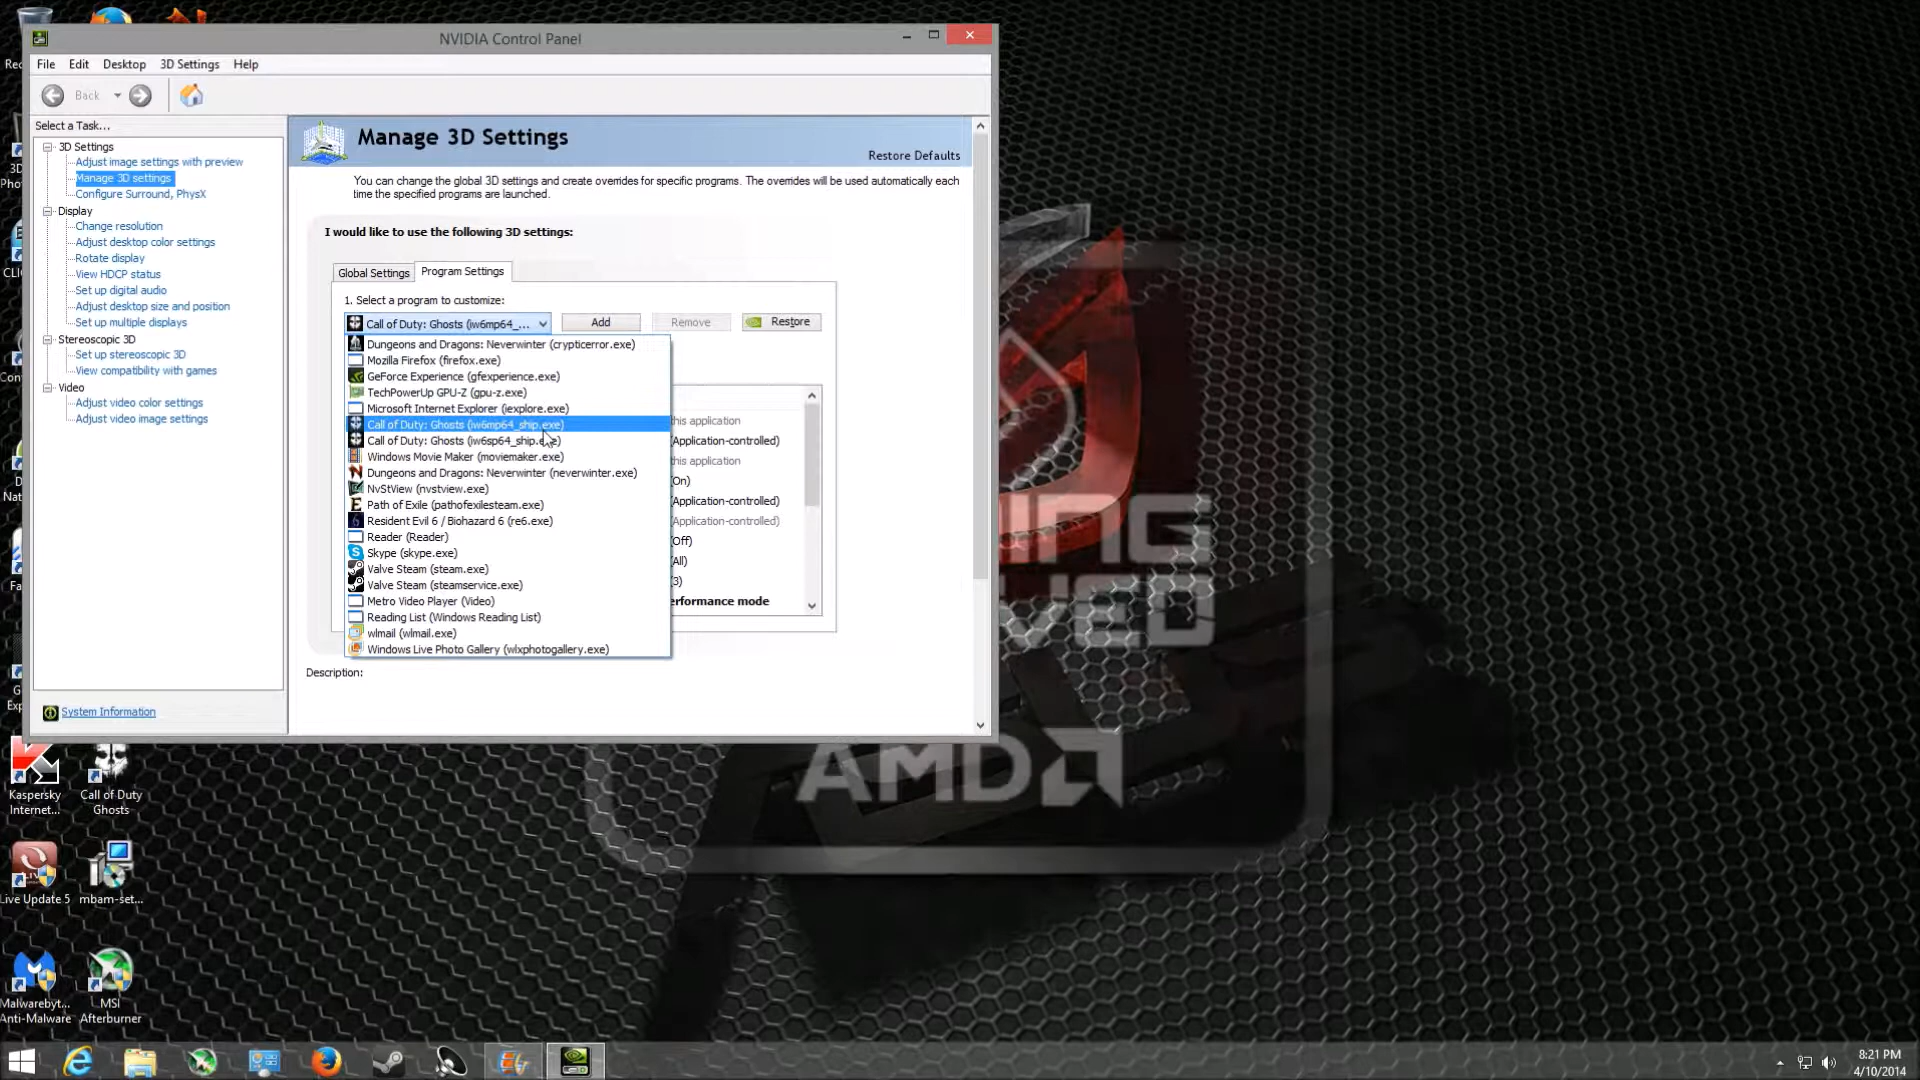 NVIDIA Control Panel
File Edit Desktop 3D Settings Help
Back
Select a Task...
3D Settings
Adjust image settings with preview
Manage 3D settings
Configure Surround, PhysX
Display
Change resolution
Adjust desktop color settings
Rotate display
View HDCP status
Set up digital audio
Adjust desktop size and position
Set up multiple displays
Stereoscopic 3D
Set up stereoscopic 3D
View compatibility with games
Video
Adjust video color settings
Adjust video image settings
System Information
Manage 3D Settings
Restore Defaults
You can change the global 3D settings and create overrides for specific programs. The overrides will be used automatically each
time the specified programs are launched.
I would like to use the following 3D settings:
Global Settings Program Settings
1. Select a program to customize:
Call of Duty: Ghosts (iw6mp64_... Add Remove Restore
Dungeons and Dragons: Neverwinter (crypticerror.exe)
Mozilla Firefox (firefox.exe)
GeForce Experience (gfexperience.exe)
TechPowerUp GPU-Z (gpu-z.exe)
Microsoft Internet Explorer (iexplore.exe)
Call of Duty: Ghosts (iw6mp64_ship.exe)
Call of Duty: Ghosts (iw6sp64_ship.exe)
Windows Movie Maker (moviemaker.exe)
Dungeons and Dragons: Neverwinter (neverwinter.exe)
NvStView (nvstview.exe)
Path of Exile (pathofexilesteam.exe)
Resident Evil 6 / Biohazard 6 (re6.exe)
Reader (Reader)
Skype (skype.exe)
Valve Steam (steam.exe)
Valve Steam (steamservice.exe)
Metro Video Player (Video)
Reading List (Windows Reading List)
wlmail (wlmail.exe)
Windows Live Photo Gallery (wlxphotogallery.exe)
this application
(Application-controlled)
this application
(On)
(Application-controlled)
(Application-controlled)
(Off)
(All)
(3)
erformance mode
Description:
AMD
Kaspersky
Internet...
Call of Duty
Ghosts
Live Update 5
mbam-set...
Malwarebyt...
Anti-Malware
MSI
Afterburner
8:21 PM
4/10/2014